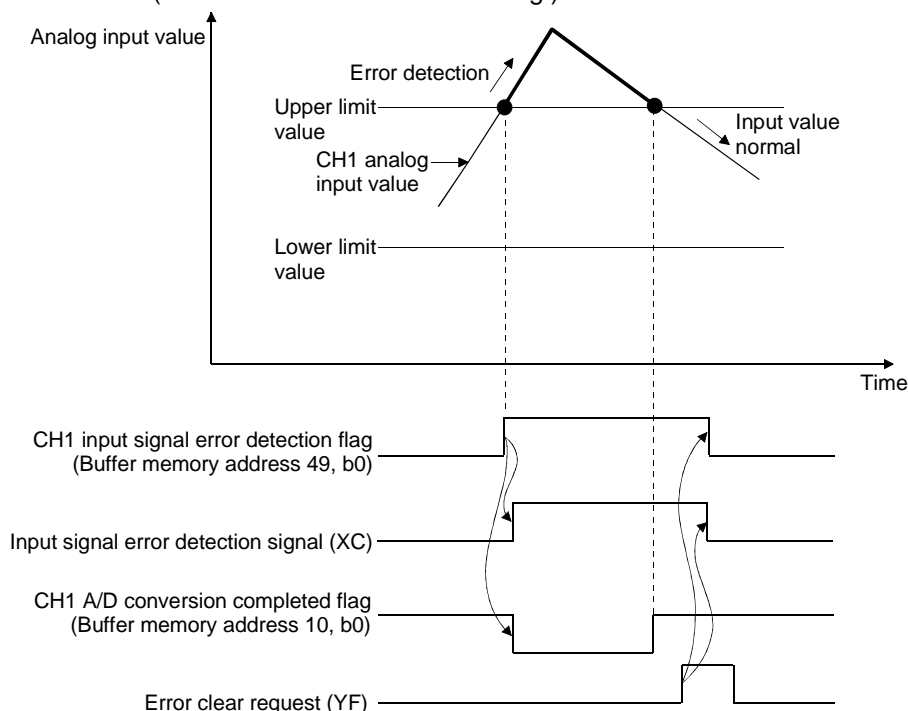 Analog input value
Error detection
Upper limit
value
Input value
normal
CH1 analog
input value
Lower limit
value
Time
CH1 input signal error detection flag
(Buffer memory address 49, b0)
Input signal error detection signal (XC)
CH1 A/D conversion completed flag
(Buffer memory address 10, b0)
Error clear request (YF)